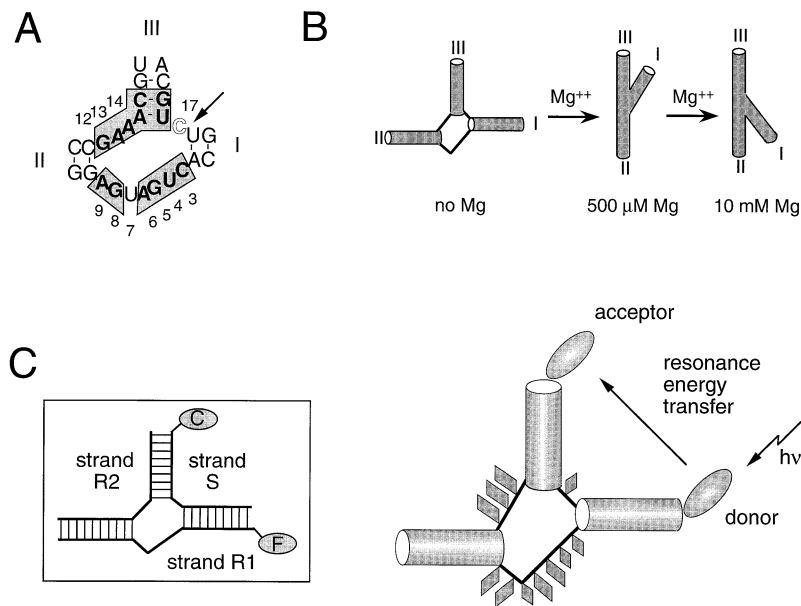 A
III
U A
G-C
C G
14 A U 17
13 A C
12 A U G
G A C
C C
II I
G G
A G U A G U C
9 8 7 6 5 4 3
B
III
II
I
no Mg
Mg++
III
I
II
500 μM Mg
Mg++
III
I
II
10 mM Mg
C
C
strand R2
strand S
strand R1
F
acceptor
resonance
energy
transfer
hν
donor